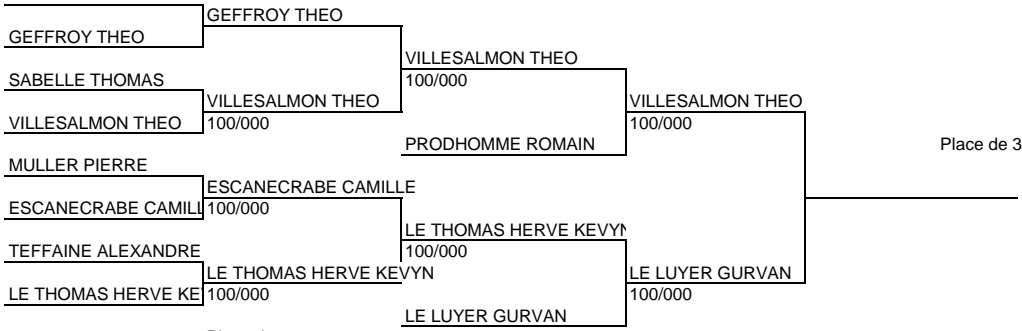 GEFFROY THEO
GEFFROY THEO
VILLESALMON THEO
SABELLE THOMAS
100/000
VILLESALMON THEO
VILLESALMON THEO
VILLESALMON THEO
100/000
100/000
PRODHOMME ROMAIN
Place de 3
MULLER PIERRE
ESCANECRABE CAMILLE
ESCANECRABE CAMILL
100/000
LE THOMAS HERVE KEVYN
TEFFAINE ALEXANDRE
100/000
LE THOMAS HERVE KEVYN
LE LUYER GURVAN
LE THOMAS HERVE KE
100/000
100/000
LE LUYER GURVAN